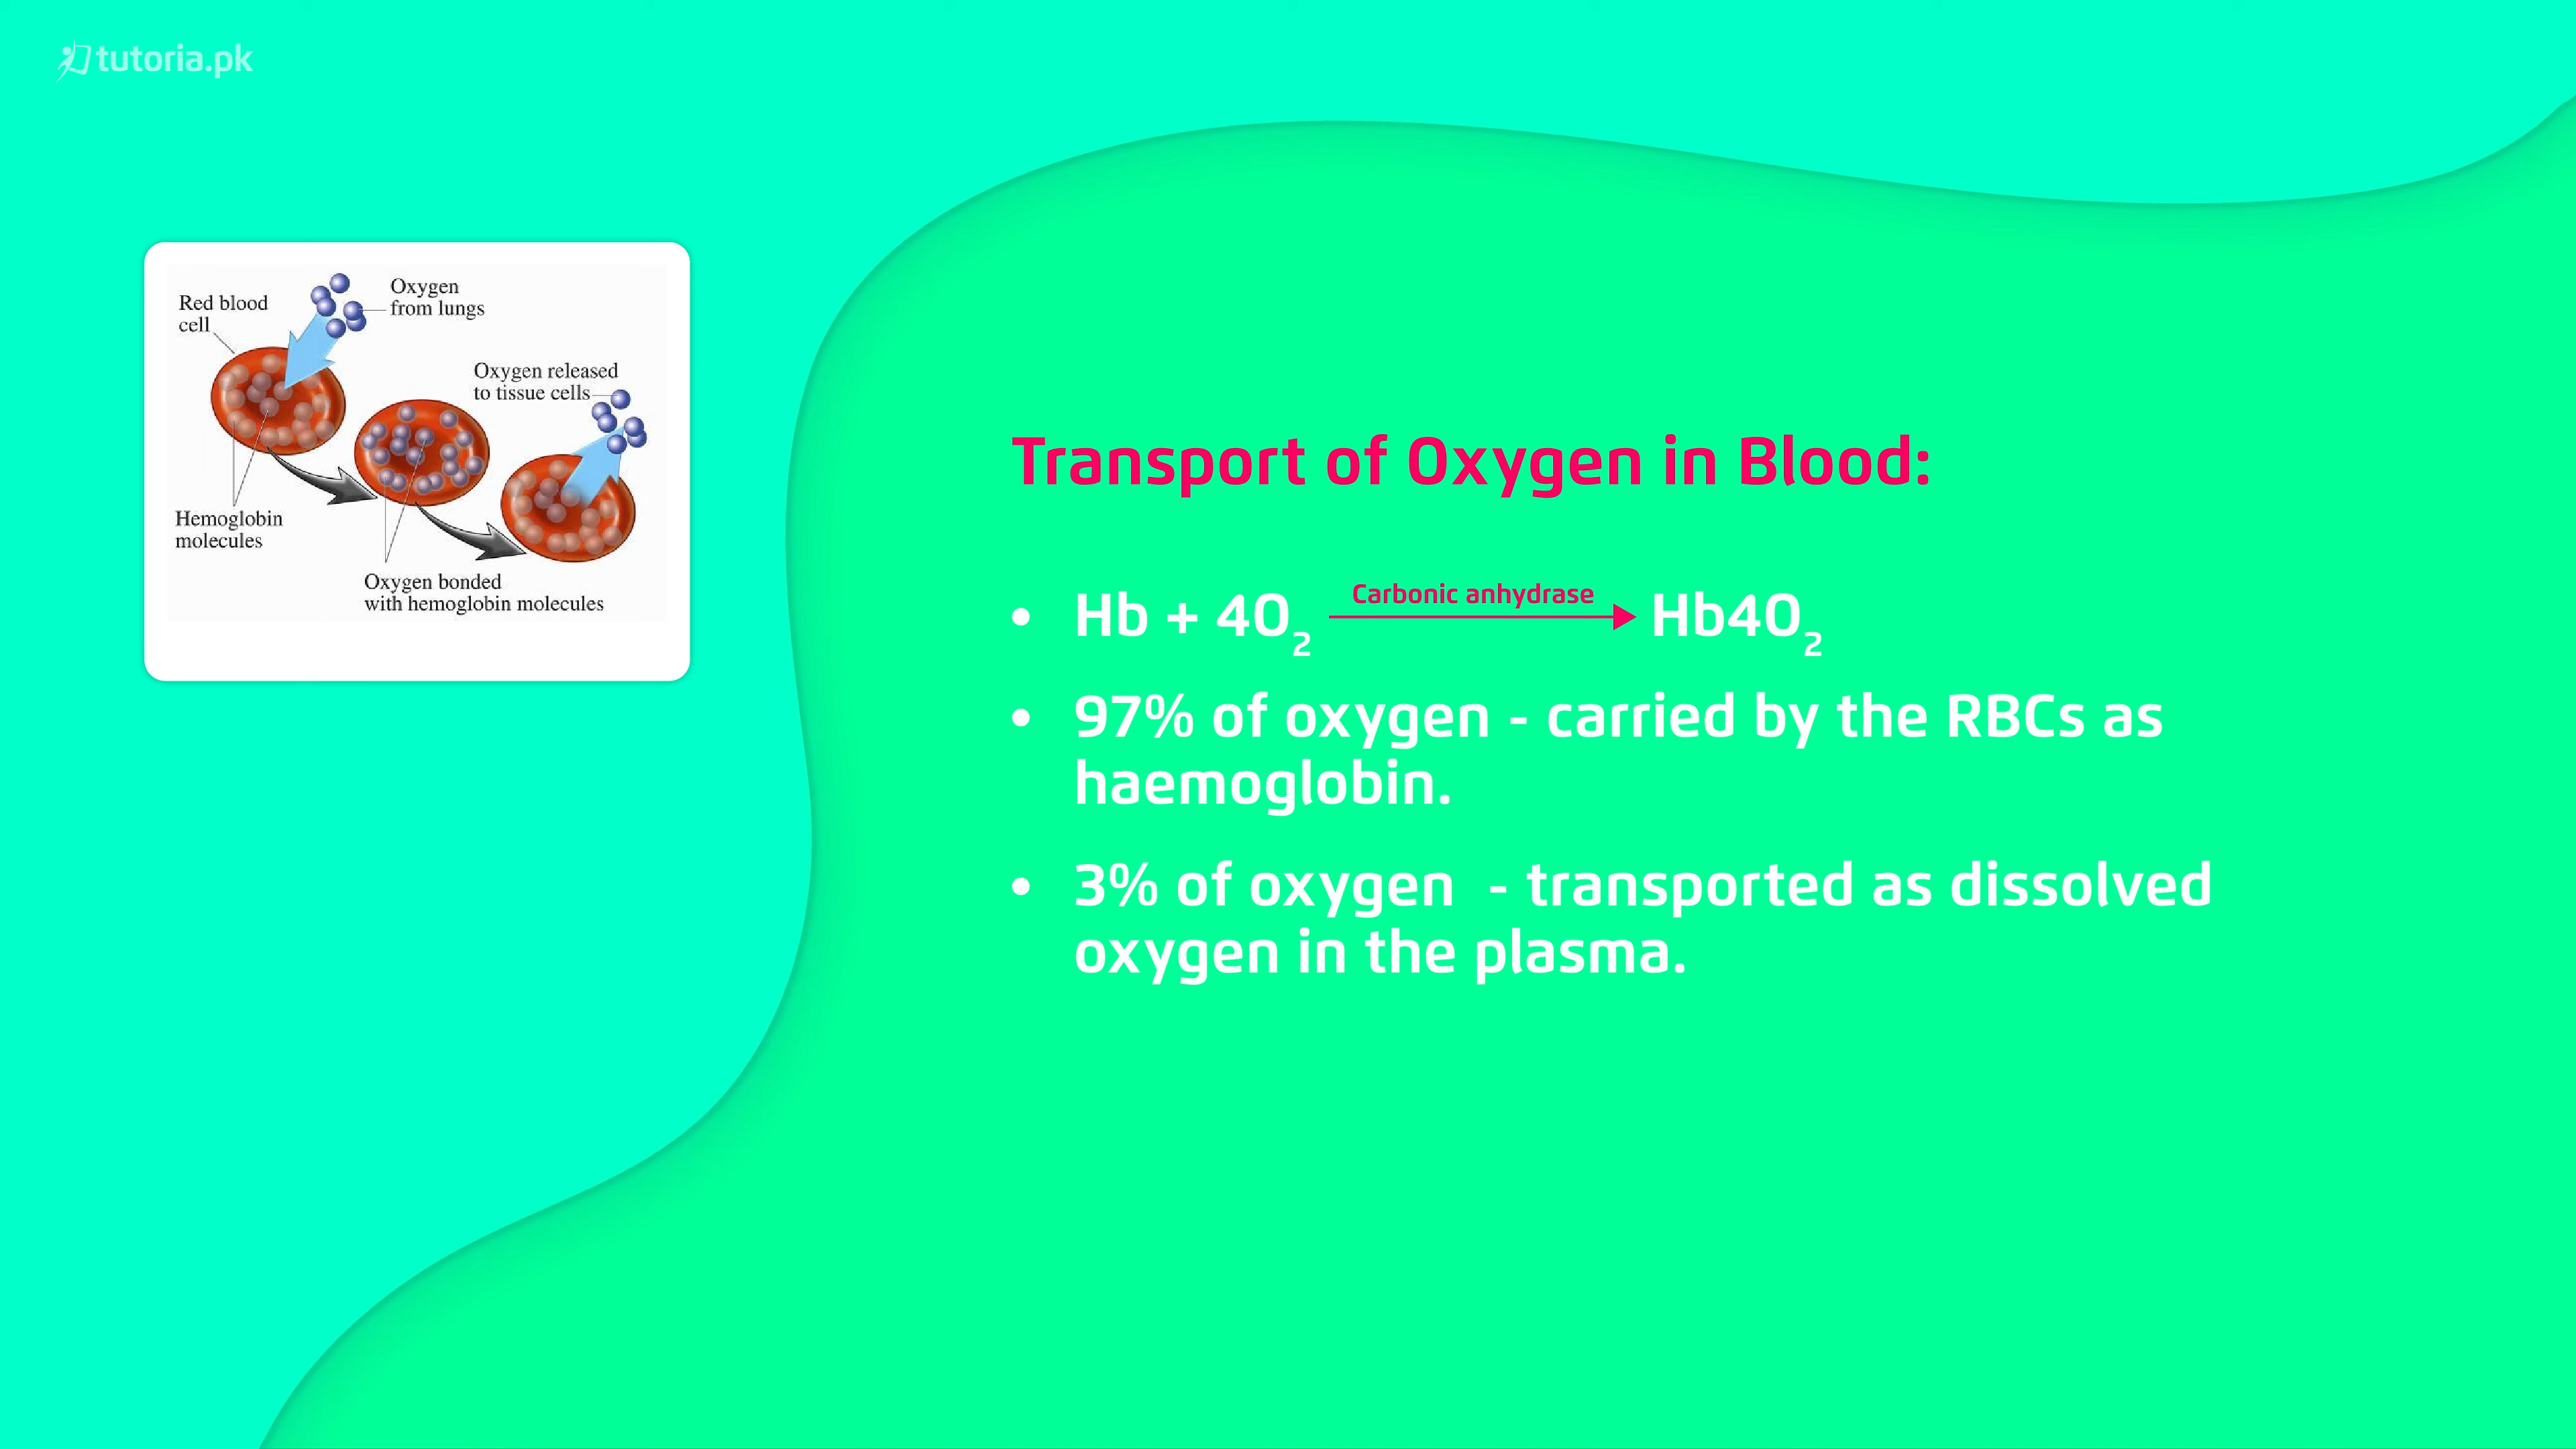 tutoria.pk
Red blood
cell
Oxygen
from lungs
Oxygen released
to tissue cells
Hemoglobin
molecules
Oxygen bonded
with hemoglobin molecules
Transport of Oxygen in Blood:
• Hb + 4O₂ Carbonic anhydrase Hb4O₂
• 97% of oxygen - carried by the RBCs as
haemoglobin.
• 3% of oxygen - transported as dissolved
oxygen in the plasma.